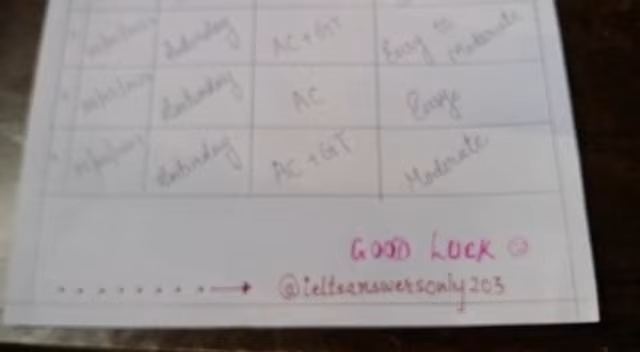 Saturday AC + GT Easy to Moderate
Saturday AC Easy
Saturday AC + GT Moderate
GOOD LUCK ☺
@ieltsanswersonly203